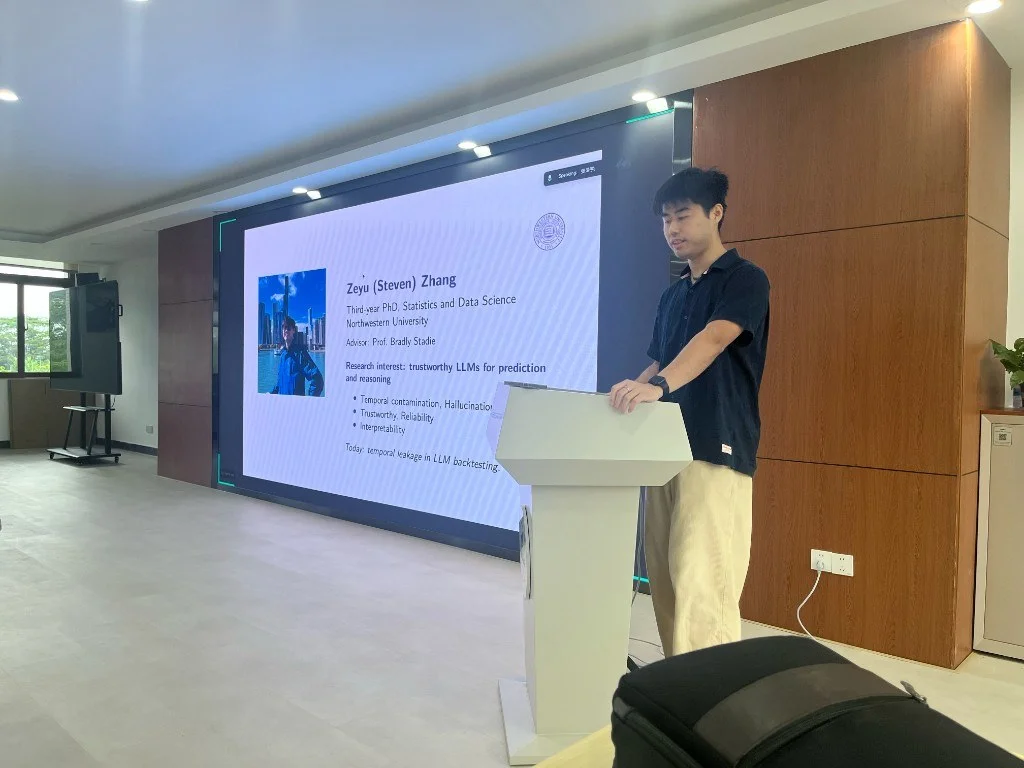 Speaking:
Zeyu (Steven) Zhang
Third-year PhD, Statistics and Data Science
Northwestern University
Advisor: Prof. Bradly Stadie
Research interest: trustworthy LLMs for prediction
and reasoning
• Temporal contamination, Hallucination
• Trustworthy, Reliability
• Interpretability
Today: temporal leakage in LLM backtesting.